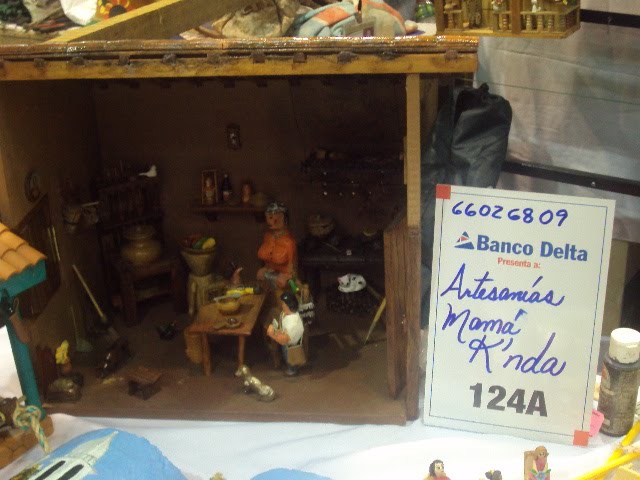 66026809
Banco Delta
Presenta a:
Artesanías
Mamá
K'nda
124A